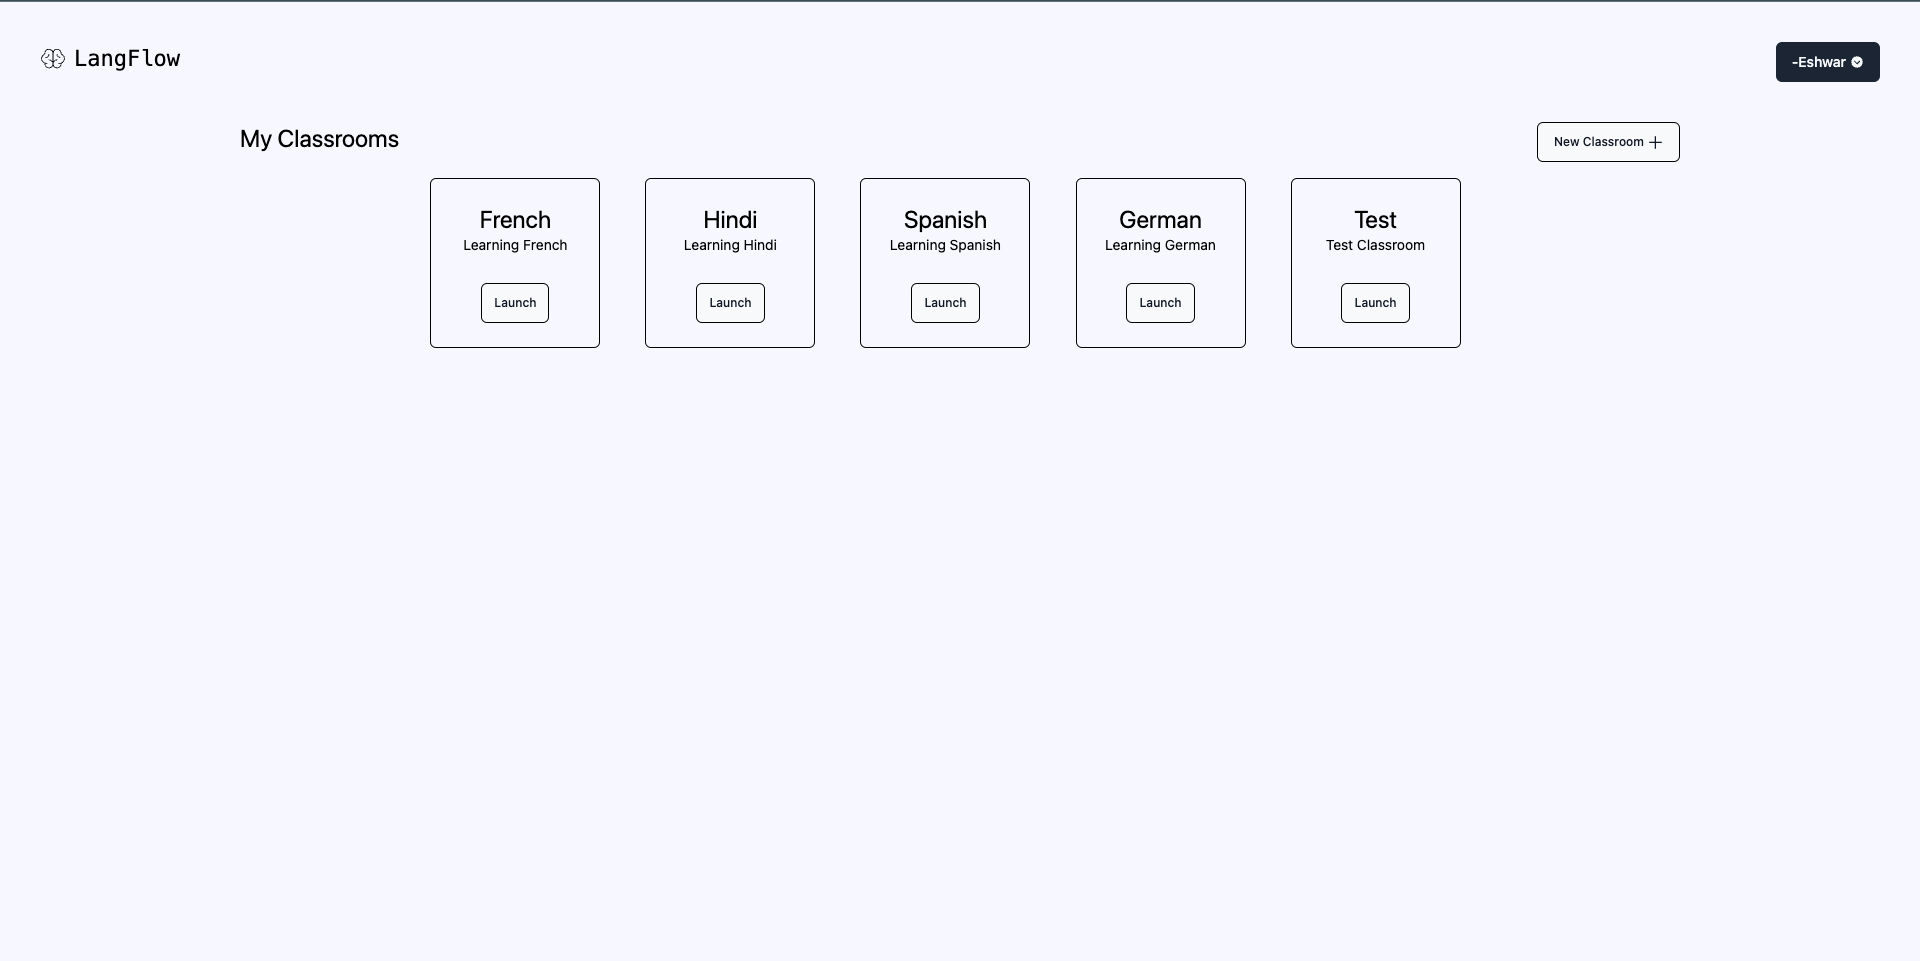 LangFlow
-Eshwar
My Classrooms
New Classroom
French
Learning French
Launch
Hindi
Learning Hindi
Launch
Spanish
Learning Spanish
Launch
German
Learning German
Launch
Test
Test Classroom
Launch